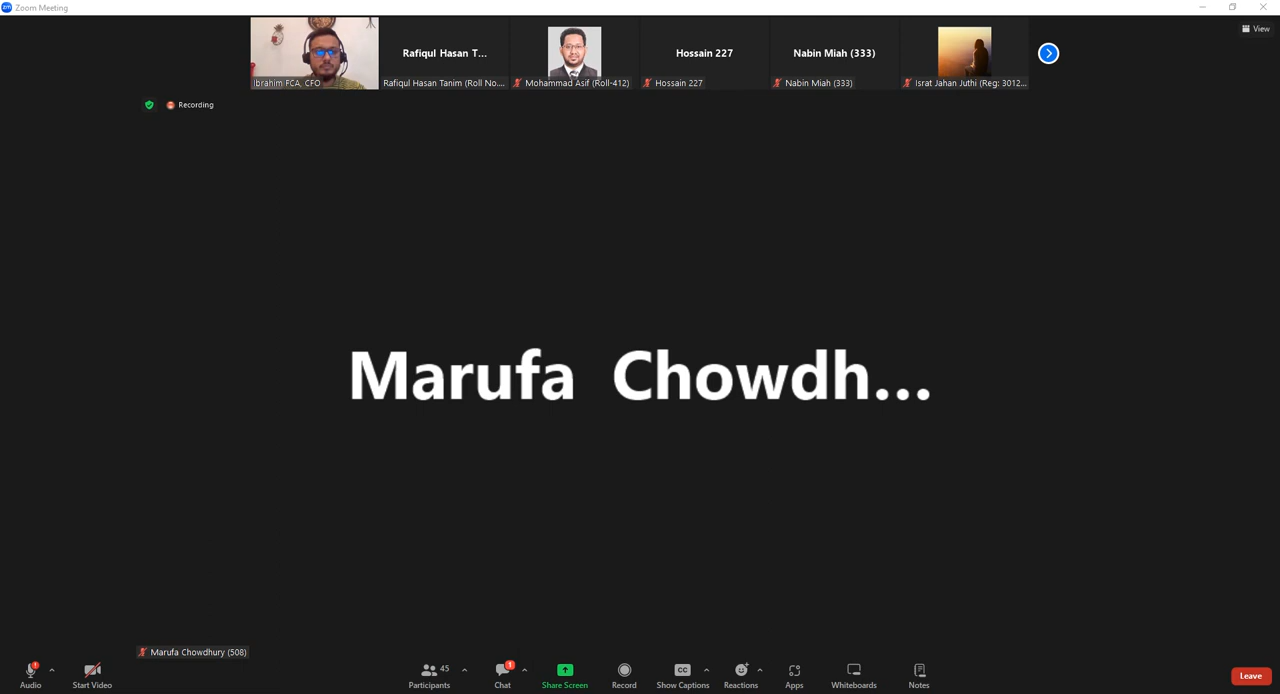 Zoom Meeting
View
Rafiqul Hasan T...
Hossain 227
Nabin Miah (333)
Ibrahim FCA, CFO
Rafiqul Hasan Tanim (Roll No....
Mohammad Asif (Roll-412)
Hossain 227
Nabin Miah (333)
Israt Jahan Juthi (Reg: 3012...
Recording
Marufa Chowdh...
Marufa Chowdhury (508)
Audio
Start Video
45
Participants
1
Chat
Share Screen
Record
CC
Show Captions
Reactions
Apps
Whiteboards
Notes
Leave